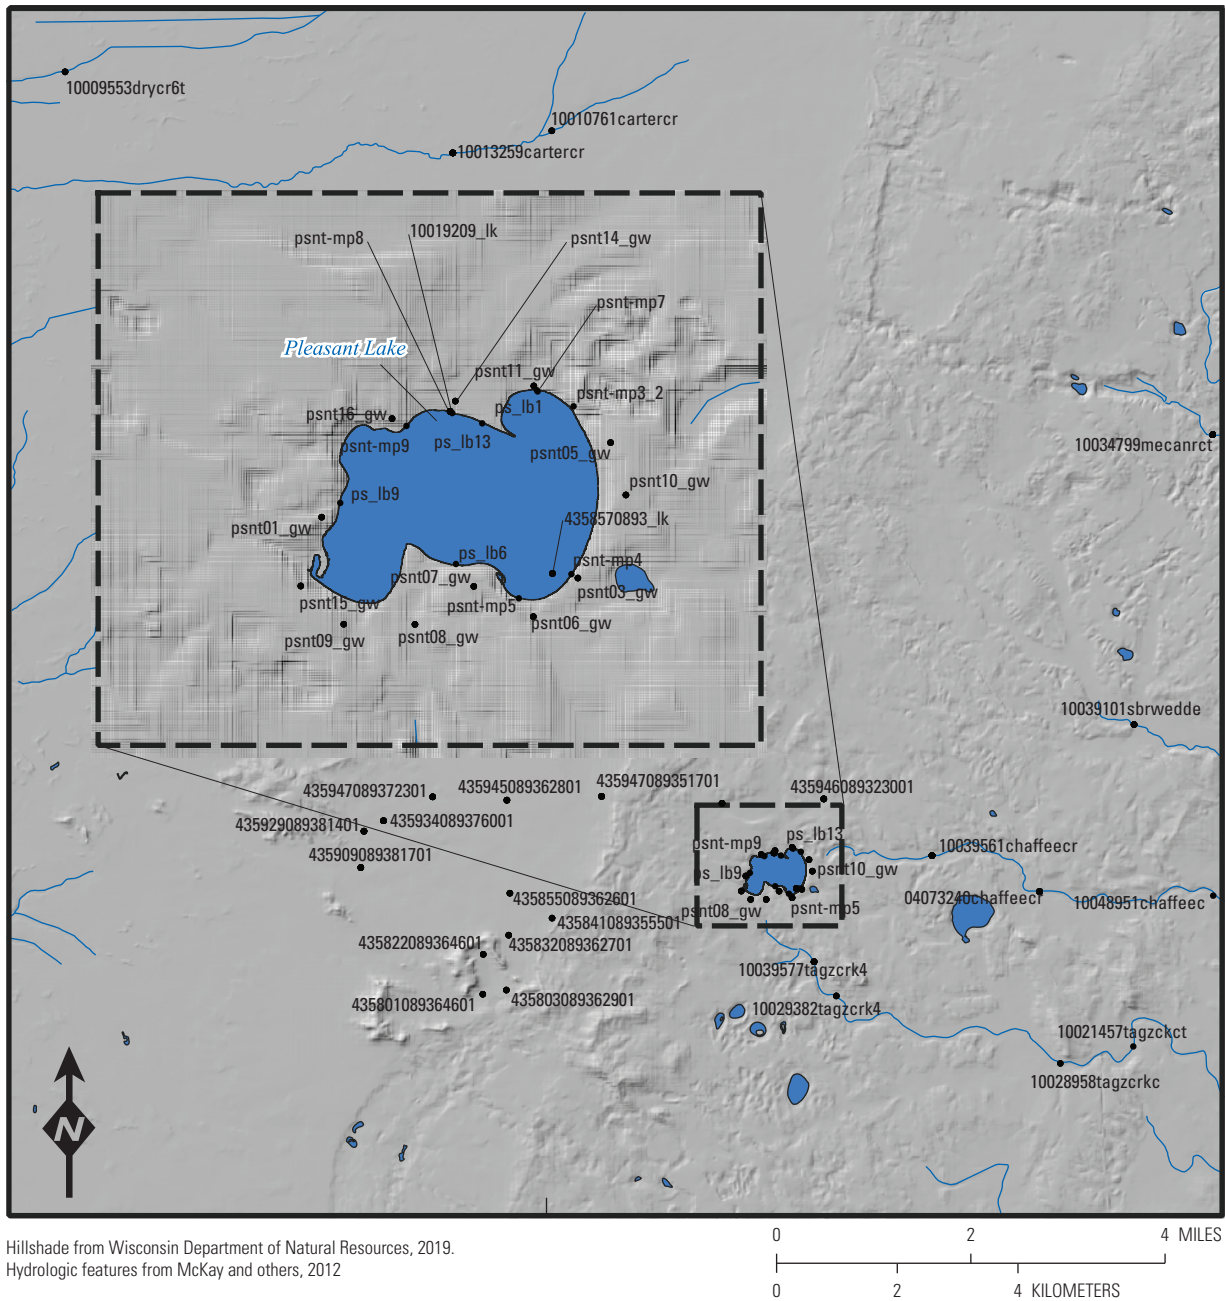 10009553drycr6t
10010761cartercr
10013259cartercr
psnt-mp8
10019209_lk
psnt14_gw
psnt-mp7
Pleasant Lake
psnt11_gw
psnt-mp3_2
ps_lb1
psnt16_gw
psnt-mp9
ps_lb13
psnt05_gw
10034799mecanrct
psnt10_gw
ps_lb9
4358570893_lk
psnt01_gw
ps_lb6
psnt-mp4
psnt07_gw
psnt03_gw
psnt15_gw
psnt-mp5
psnt06_gw
psnt09_gw
psnt08_gw
10039101sbrwedde
435947089372301
435945089362801
435947089351701
435946089323001
435929089381401
435934089376001
psnt-mp9
ps_lb13
10039561chaffeecr
435909089381701
ps_lb9
psnt10_gw
435855089362601
04073240chaffeecr
10048951chaffeec
psnt08_gw
psnt-mp5
435841089355501
435822089364601
435832089362701
10039577tagzcrk4
435801089364601
435803089362901
10029382tagzcrk4
10021457tagzckct
10028958tagzcrkc
N
Hillshade from Wisconsin Department of Natural Resources, 2019.
Hydrologic features from McKay and others, 2012
0 2 4 MILES
0 2 4 KILOMETERS